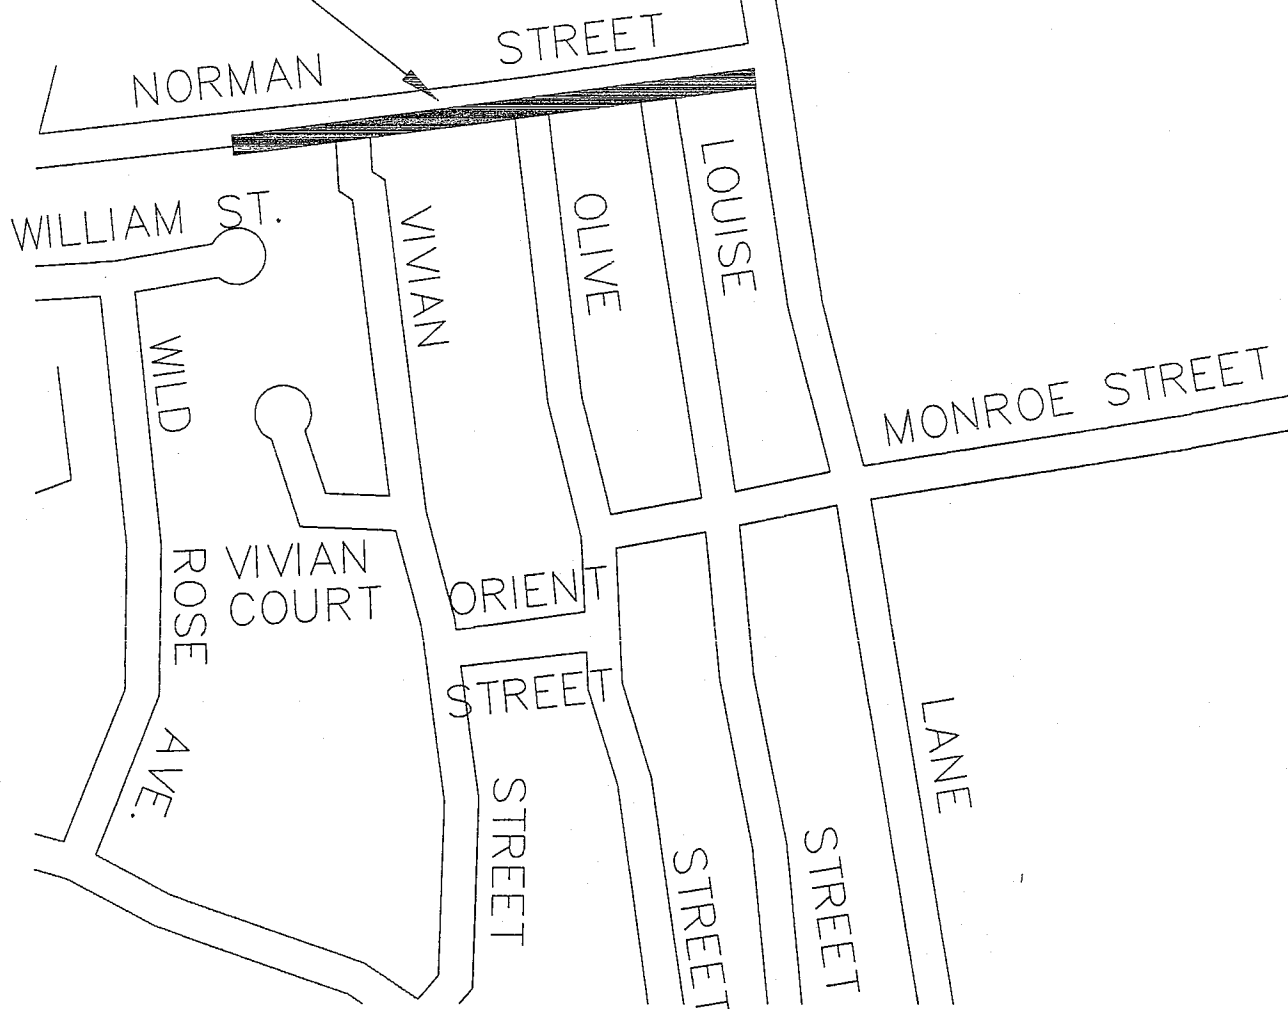 NORMAN STREET
WILLIAM ST.
VIVIAN
OLIVE
LOUISE
WILD
MONROE STREET
ROSE
VIVIAN
COURT
ORIENT
STREET
AVE.
LANE
STREET
STREET
STREET